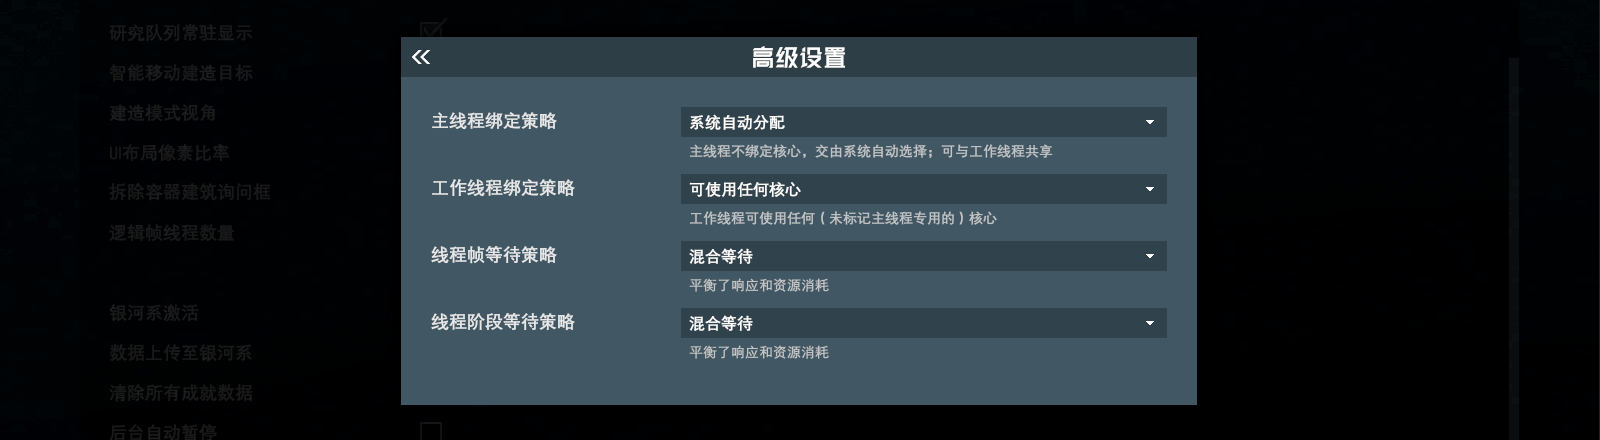 研究队列常驻显示
智能移动建造目标
建造模式视角
UI布局像素比率
拆除容器建筑询问框
逻辑帧线程数量
银河系激活
数据上传至银河系
清除所有成就数据
后台自动暂停
高级设置
主线程绑定策略
系统自动分配
主线程不绑定核心，交由系统自动选择；可与工作线程共享
工作线程绑定策略
可使用任何核心
工作线程可使用任何（未标记主线程专用的）核心
线程帧等待策略
混合等待
平衡了响应和资源消耗
线程阶段等待策略
混合等待
平衡了响应和资源消耗